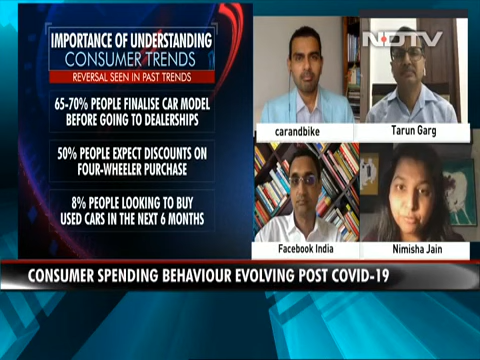 IMPORTANCE OF UNDERSTANDING
CONSUMER TRENDS
REVERSAL SEEN IN PAST TRENDS
65-70% PEOPLE FINALISE CAR MODEL
BEFORE GOING TO DEALERSHIPS
50% PEOPLE EXPECT DISCOUNTS ON
FOUR-WHEELER PURCHASE
8% PEOPLE LOOKING TO BUY
USED CARS IN THE NEXT 6 MONTHS
NDTV
carandbike
Tarun Garg
Facebook India
Nimisha Jain
CONSUMER SPENDING BEHAVIOUR EVOLVING POST COVID-19